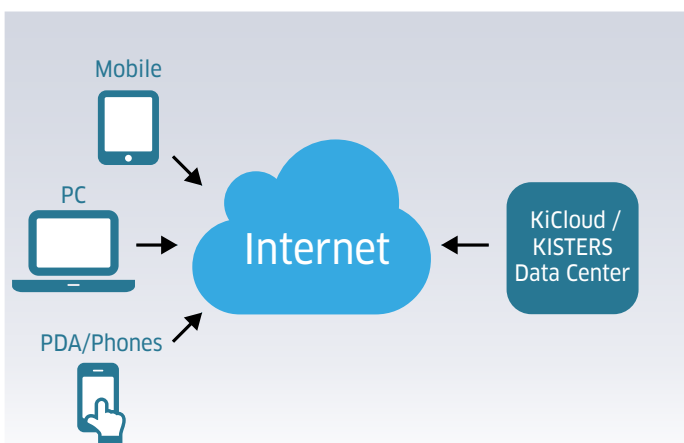 Mobile
PC
PDA/Phones
Internet
KiCloud /
KISTERS
Data Center